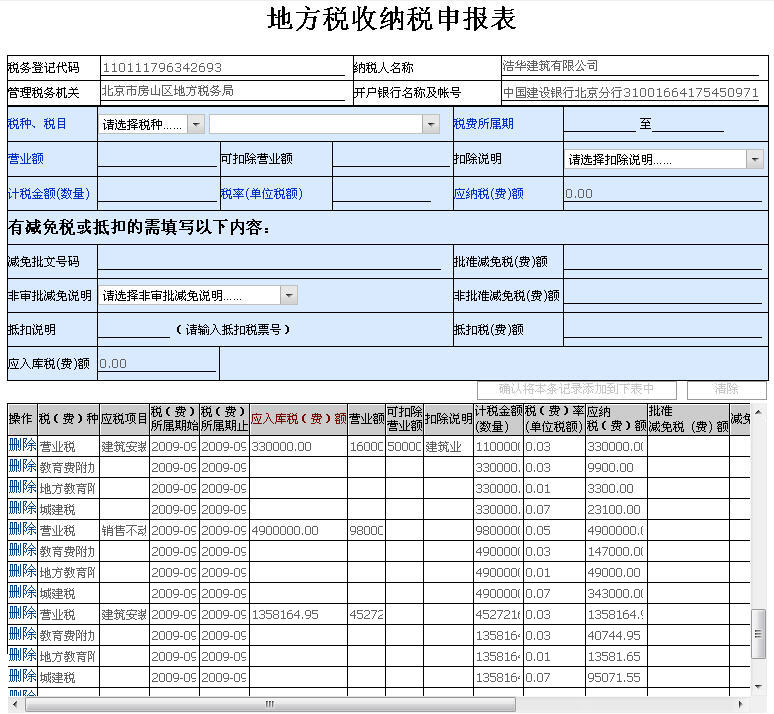 地方税收纳税申报表
税务登记代码 110111796342693 纳税人名称 浩华建筑有限公司
管理税务机关 北京市房山区地方税务局 开户银行名称及帐号 中国建设银行北京分行31001664175450971
税种、税目 请选择税种...... 税费所属期 至
营业额 可扣除营业额 扣除说明 请选择扣除说明......
计税金额(数量) 税率(单位税额) 应纳税(费)额 0.00
有减免税或抵扣的需填写以下内容:
减免批文号码 批准减免税(费)额
非审批减免说明 请选择非审批减免说明...... 非批准减免税(费)额
抵扣说明 (请输入抵扣税票号) 抵扣税(费)额
应入库税(费)额 0.00
确认将本条记录添加到下表中 清除
操作 税(费)种 应税项目 税(费)所属期始 税(费)所属期止 应入库税(费)额 营业额 可扣除营业额 扣除说明 计税金额(数量) 税(费)率(单位税额) 应纳税(费)额 批准减免税(费)额 减免
删除 营业税 建筑安装 2009-09 2009-09 330000.00 16000 50000 建筑业 110000 0.03 330000.00
删除 教育费附加 2009-09 2009-09 330000. 0.03 9900.00
删除 地方教育附 2009-09 2009-09 330000. 0.01 3300.00
删除 城建税 2009-09 2009-09 330000. 0.07 23100.00
删除 营业税 销售不动 2009-09 2009-09 4900000.00 98000 980000 0.05 4900000.
删除 教育费附加 2009-09 2009-09 490000 0.03 147000.00
删除 地方教育附 2009-09 2009-09 490000 0.01 49000.00
删除 城建税 2009-09 2009-09 490000 0.07 343000.00
删除 营业税 建筑安装 2009-09 2009-09 1358164.95 45272 4527216 0.03 1358164.9
删除 教育费附加 2009-09 2009-09 135816 0.03 40744.95
删除 地方教育附 2009-09 2009-09 135816 0.01 13581.65
删除 城建税 2009-09 2009-09 135816 0.07 95071.55